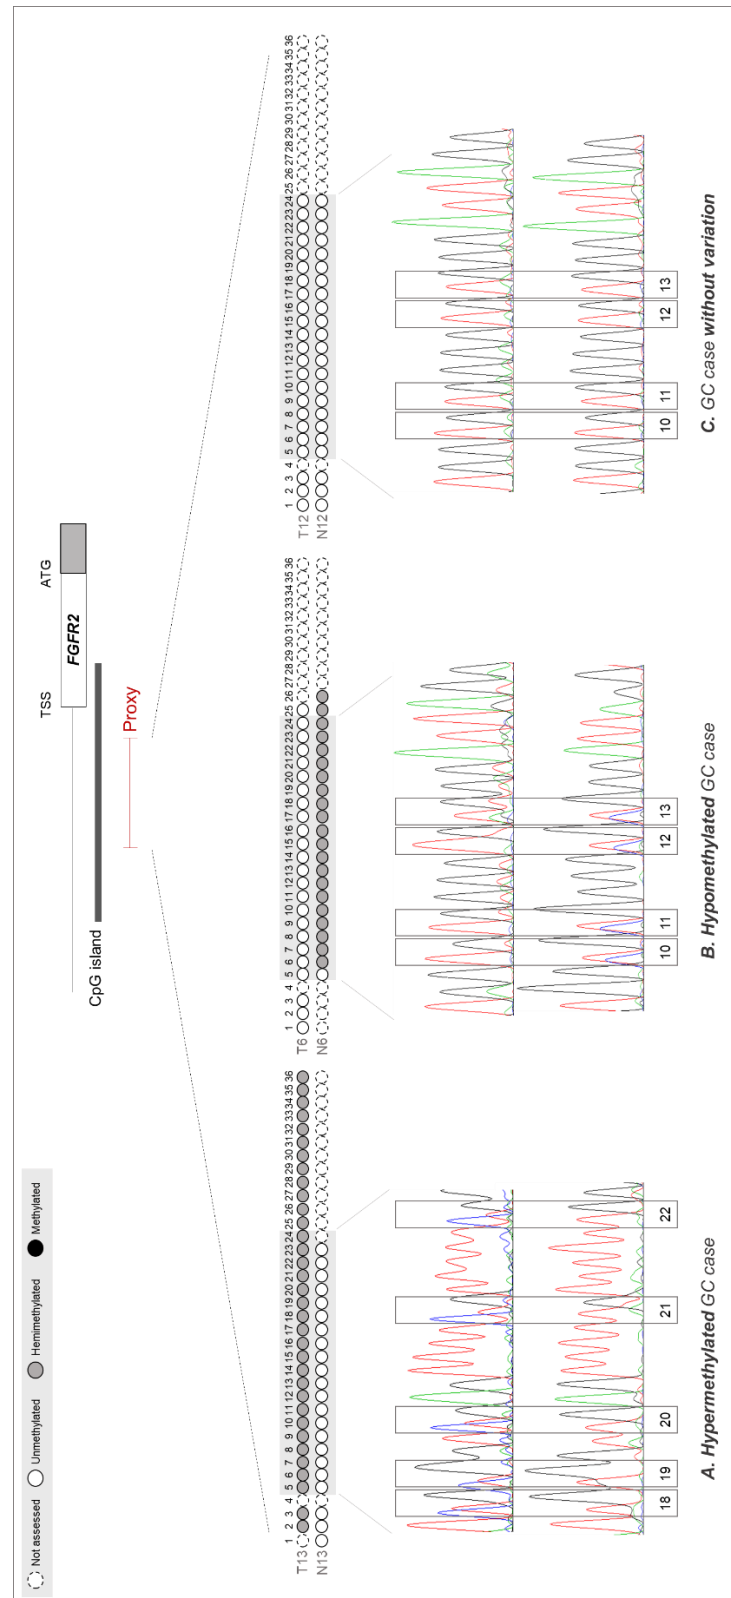 Not assessed Unmethylated Hemimethylated Methylated
TSS ATG
FGFR2
CpG island
Proxy
1 2 3 4 5 6 7 8 9 10 11 12 13 14 15 16 17 18 19 20 21 22 23 24 25 26 27 28 29 30 31 32 33 34 35 36
T13
N13
18 19 20 21 22
A. Hypermethylated GC case
1 2 3 4 5 6 7 8 9 10 11 12 13 14 15 16 17 18 19 20 21 22 23 24 25 26 27 28 29 30 31 32 33 34 35 36
T6
N6
10 11 12 13
B. Hypomethylated GC case
1 2 3 4 5 6 7 8 9 10 11 12 13 14 15 16 17 18 19 20 21 22 23 24 25 26 27 28 29 30 31 32 33 34 35 36
T12
N12
10 11 12 13
C. GC case without variation